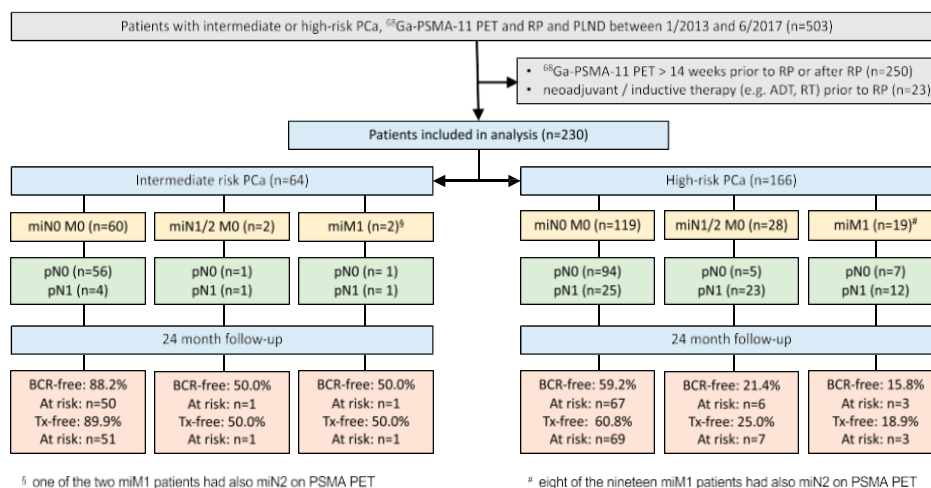 Patients with intermediate or high-risk PCa, ⁶⁸Ga-PSMA-11 PET and RP and PLND between 1/2013 and 6/2017 (n=503)
• ⁶⁸Ga-PSMA-11 PET > 14 weeks prior to RP or after RP (n=250)
• neoadjuvant / inductive therapy (e.g. ADT, RT) prior to RP (n=23)
Patients included in analysis (n=230)
Intermediate risk PCa (n=64)
miN0 M0 (n=60)
miN1/2 M0 (n=2)
miM1 (n=2)§
pN0 (n=56)
pN1 (n=4)
pN0 (n=1)
pN1 (n=1)
pN0 (n= 1)
pN1 (n= 1)
24 month follow-up
BCR-free: 88.2%
At risk: n=50
Tx-free: 89.9%
At risk: n=51
BCR-free: 50.0%
At risk: n=1
Tx-free: 50.0%
At risk: n=1
BCR-free: 50.0%
At risk: n=1
Tx-free: 50.0%
At risk: n=1
§ one of the two miM1 patients had also miN2 on PSMA PET
High-risk PCa (n=166)
miN0 M0 (n=119)
miN1/2 M0 (n=28)
miM1 (n=19)#
pN0 (n=94)
pN1 (n=25)
pN0 (n=5)
pN1 (n=23)
pN0 (n=7)
pN1 (n=12)
24 month follow-up
BCR-free: 59.2%
At risk: n=67
Tx-free: 60.8%
At risk: n=69
BCR-free: 21.4%
At risk: n=6
Tx-free: 25.0%
At risk: n=7
BCR-free: 15.8%
At risk: n=3
Tx-free: 18.9%
At risk: n=3
# eight of the nineteen miM1 patients had also miN2 on PSMA PET